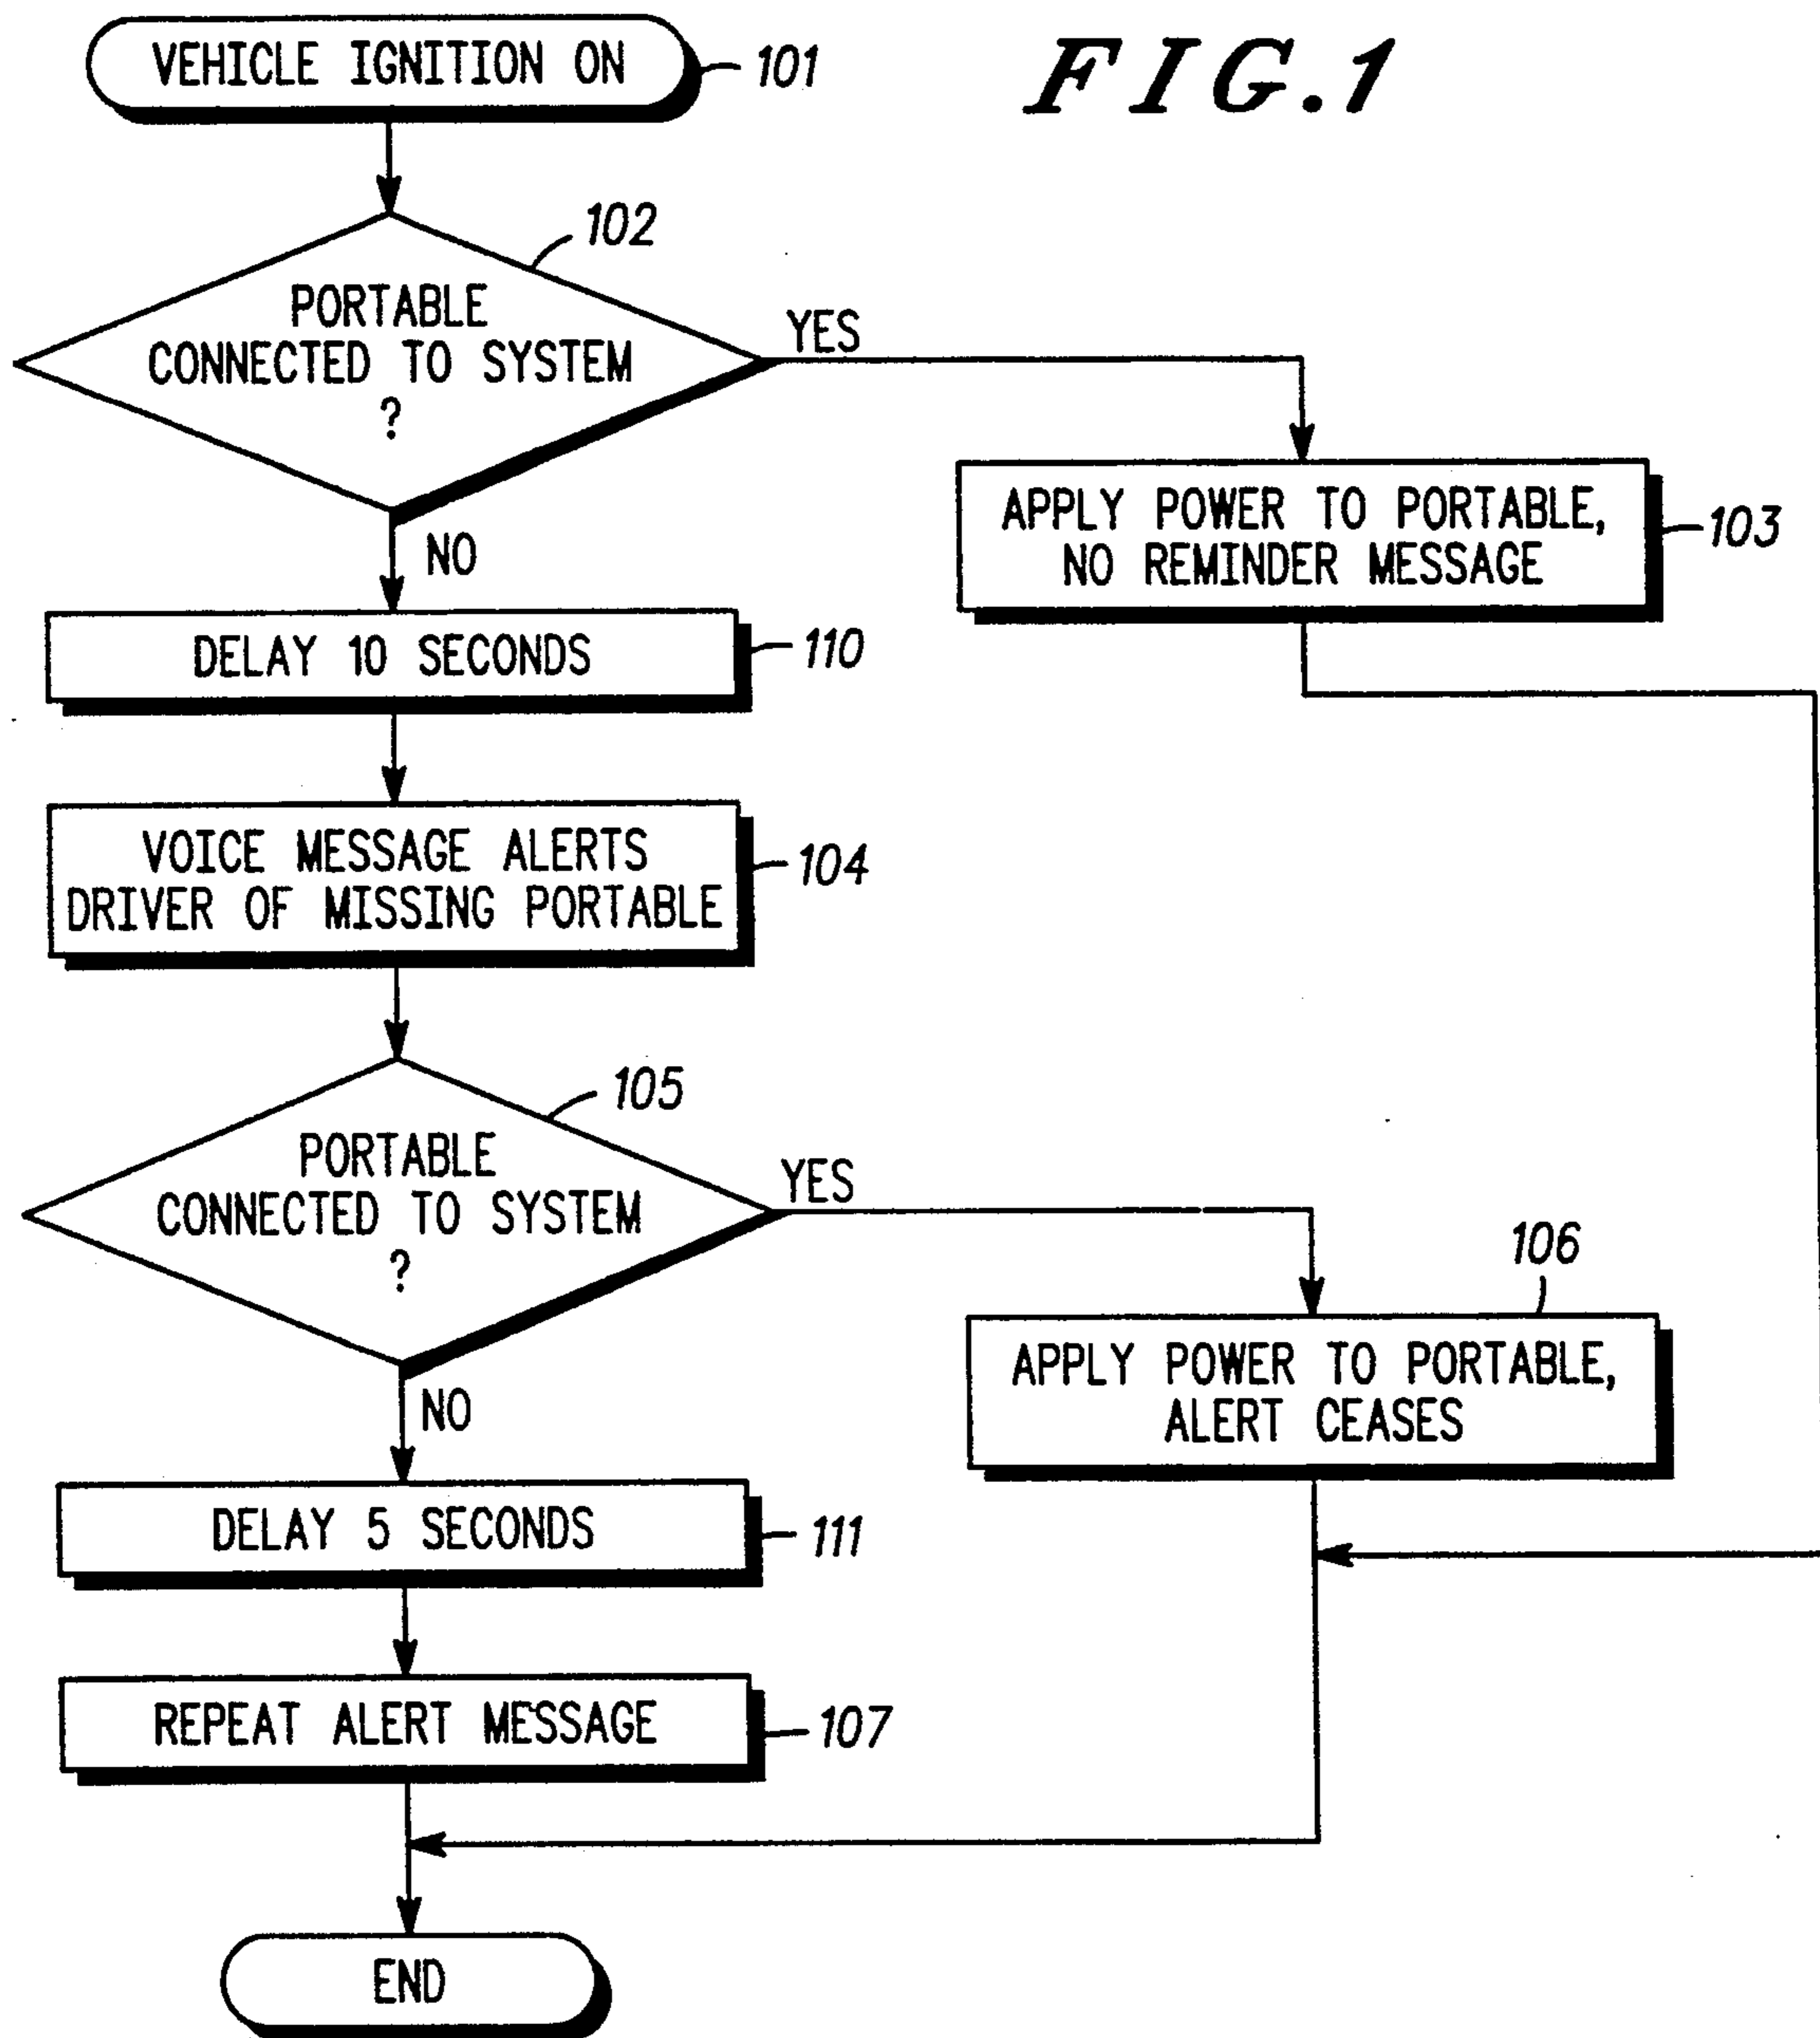 FIG.1
VEHICLE IGNITION ON
101
102
PORTABLE
CONNECTED TO SYSTEM
?
YES
NO
APPLY POWER TO PORTABLE,
NO REMINDER MESSAGE
103
DELAY 10 SECONDS
110
VOICE MESSAGE ALERTS
DRIVER OF MISSING PORTABLE
104
105
PORTABLE
CONNECTED TO SYSTEM
?
YES
NO
106
APPLY POWER TO PORTABLE,
ALERT CEASES
DELAY 5 SECONDS
111
REPEAT ALERT MESSAGE
107
END